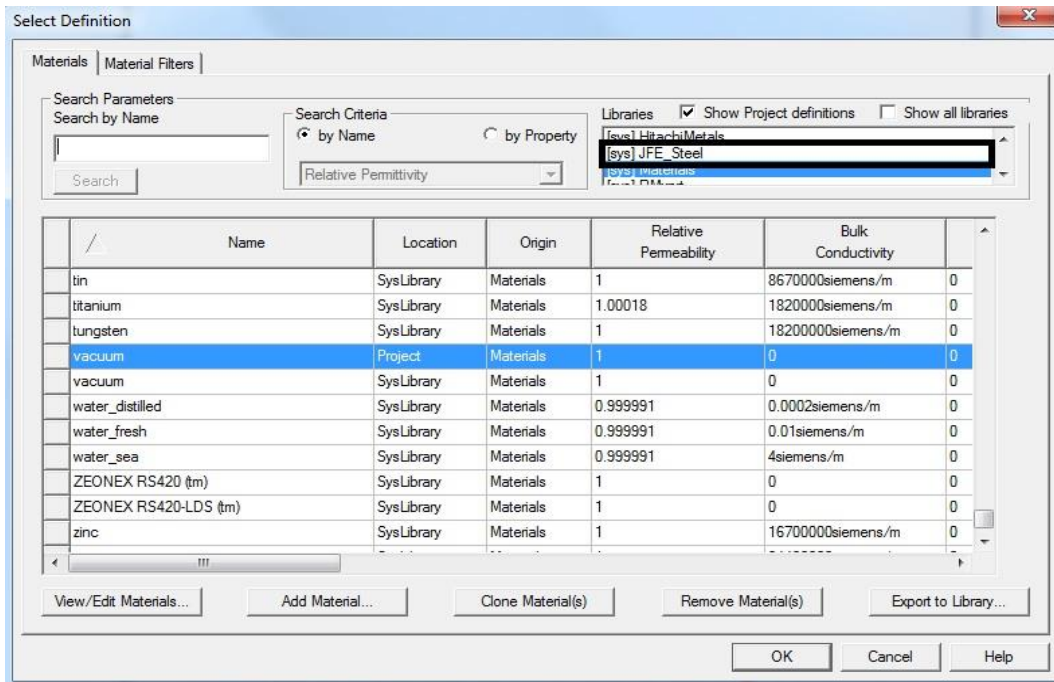 Select Definition
Materials Material Filters
Search Parameters
Search by Name
Search Criteria
by Name by Property
Libraries Show Project definitions Show all libraries
[sys] HitachiMetals
[sys] JFE_Steel
[sys] Materials
Search
Relative Permittivity
Name Location Origin Relative Permeability Bulk Conductivity
tin SysLibrary Materials 1 8670000siemens/m 0
titanium SysLibrary Materials 1.00018 1820000siemens/m 0
tungsten SysLibrary Materials 1 18200000siemens/m 0
vacuum Project Materials 1 0 0
vacuum SysLibrary Materials 1 0 0
water_distilled SysLibrary Materials 0.999991 0.0002siemens/m 0
water_fresh SysLibrary Materials 0.999991 0.01siemens/m 0
water_sea SysLibrary Materials 0.999991 4siemens/m 0
ZEONEX RS420 (tm) SysLibrary Materials 1 0 0
ZEONEX RS420-LDS (tm) SysLibrary Materials 1 0 0
zinc SysLibrary Materials 1 16700000siemens/m 0
View/Edit Materials... Add Material... Clone Material(s) Remove Material(s) Export to Library...
OK Cancel Help